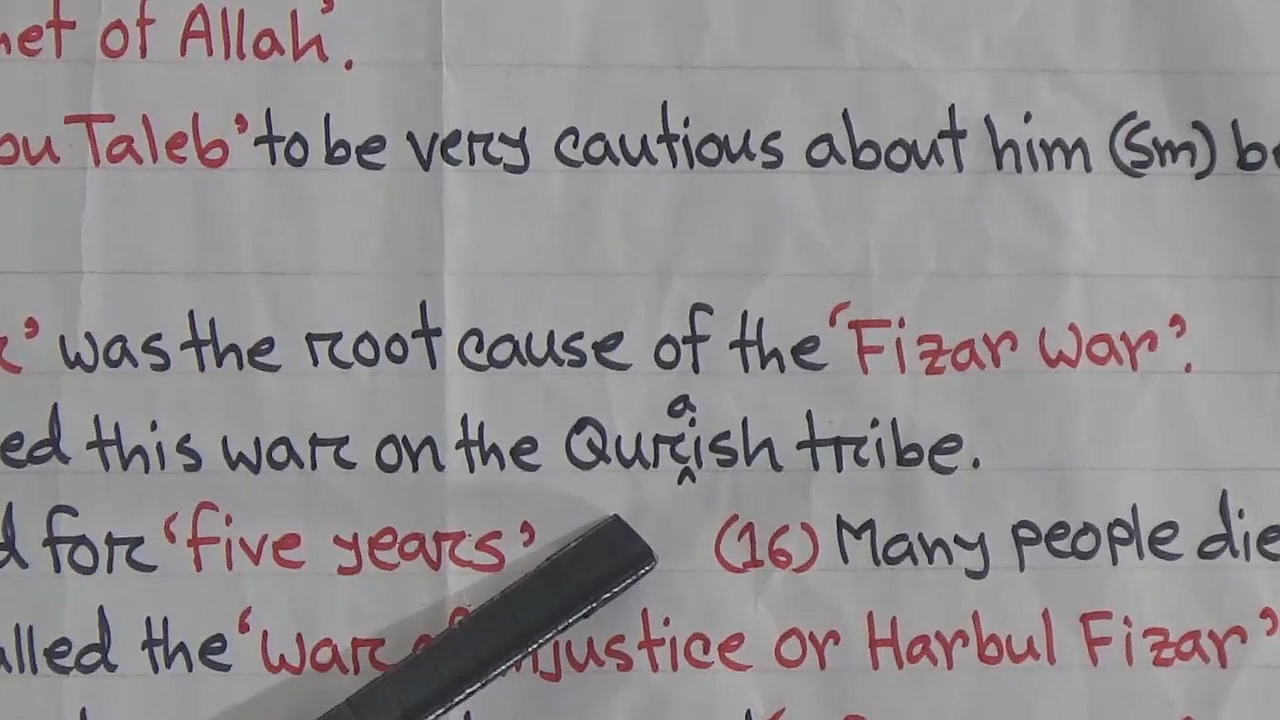 het of Allah'.
ou Taleb' to be very cautious about him (Sm) b
' was the root cause of the 'Fizar War'.
ed this war on the Quraish tribe.
d for 'five years' (16) Many people die
alled the 'War of injustice or Harbul Fizar'